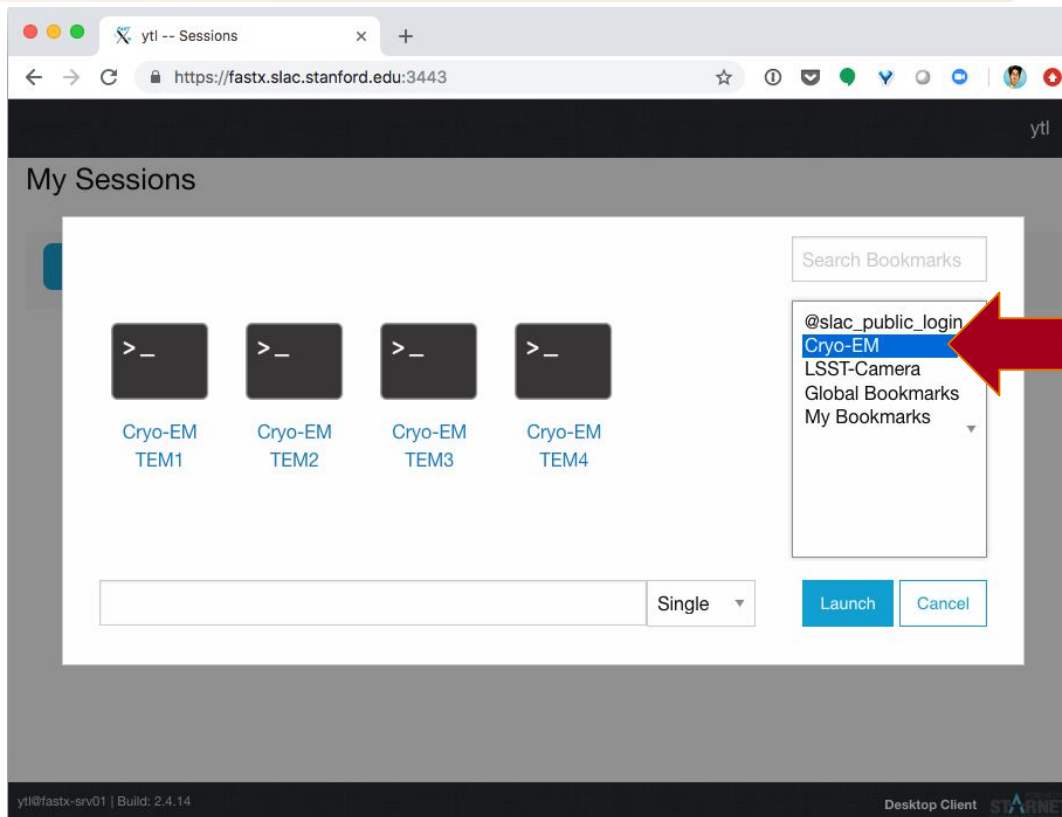 ytl -- Sessions
https://fastx.slac.stanford.edu:3443
ytl
My Sessions
Search Bookmarks
@slac_public_login
Cryo-EM
LSST-Camera
Global Bookmarks
My Bookmarks
>_ >_ >_ >_
Cryo-EM TEM1
Cryo-EM TEM2
Cryo-EM TEM3
Cryo-EM TEM4
Single
Launch
Cancel
ytl@fastx-srv01 | Build: 2.4.14
Desktop Client
STARNET